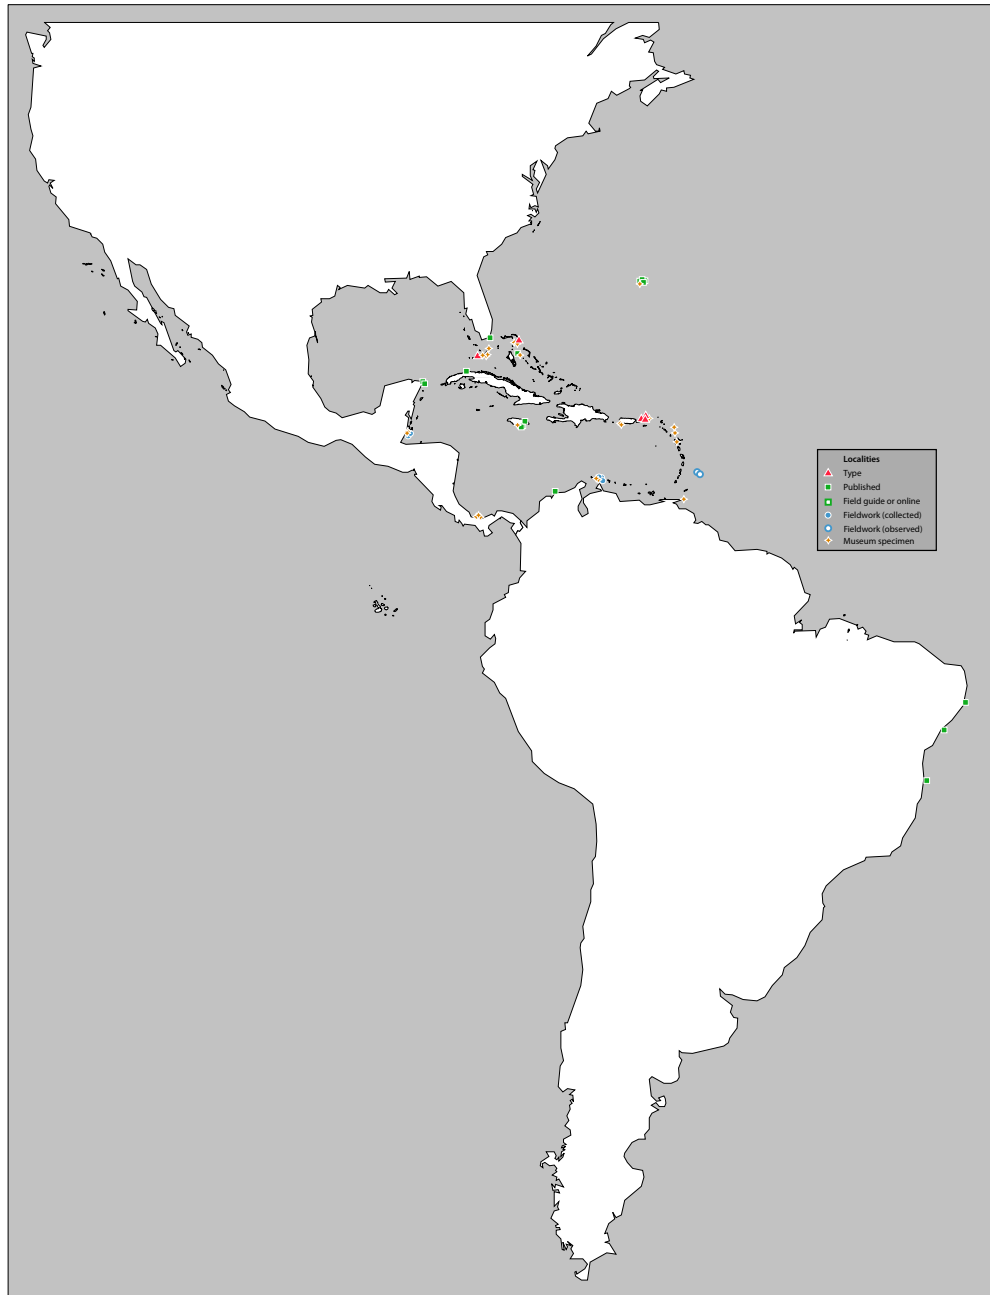 Localities
Type
Published
Field guide or online
Fieldwork (collected)
Fieldwork (observed)
Museum specimen